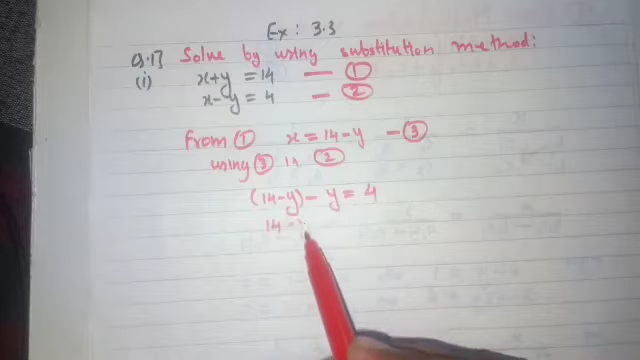 Ex: 3.3
Q.1] Solve by using substitution method:
(i) x+y = 14 — ①
x-y = 4 — ②
From ① x = 14-y — ③
using ③ in ②
(14-y) - y = 4
14 -